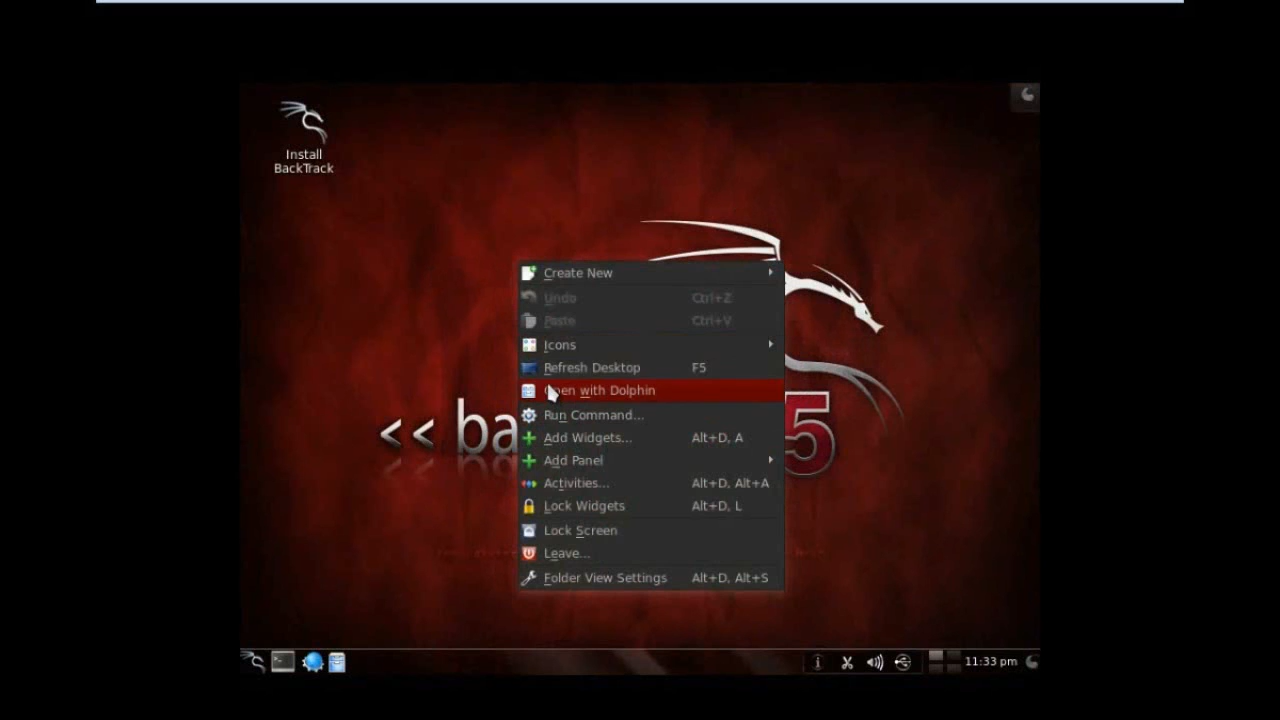 Install
BackTrack
Create New
Undo Ctrl+Z
Paste Ctrl+V
Icons
Refresh Desktop F5
Open with Dolphin
Run Command...
Add Widgets... Alt+D, A
Add Panel
Activities... Alt+D, Alt+A
Lock Widgets Alt+D, L
Lock Screen
Leave...
Folder View Settings Alt+D, Alt+S
<< ba 5
11:33 pm